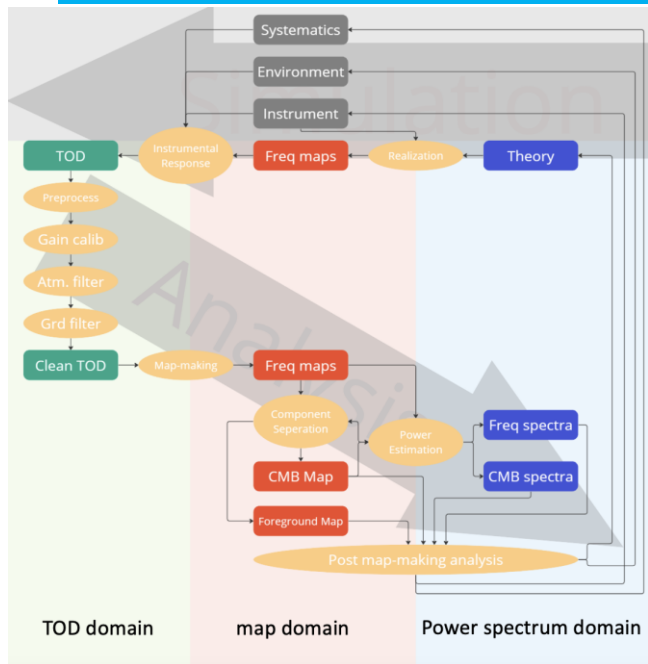 Systematics
Environment
Simulation
Instrument
TOD
Instrumental
Response
Freq maps
Realization
Theory
Preprocess
Gain calib
Atm. filter
Grd filter
Analysis
Clean TOD
Map-making
Freq maps
Component
Seperation
Power
Estimation
Freq spectra
CMB Map
CMB spectra
Foreground Map
Post map-making analysis
TOD domain
map domain
Power spectrum domain